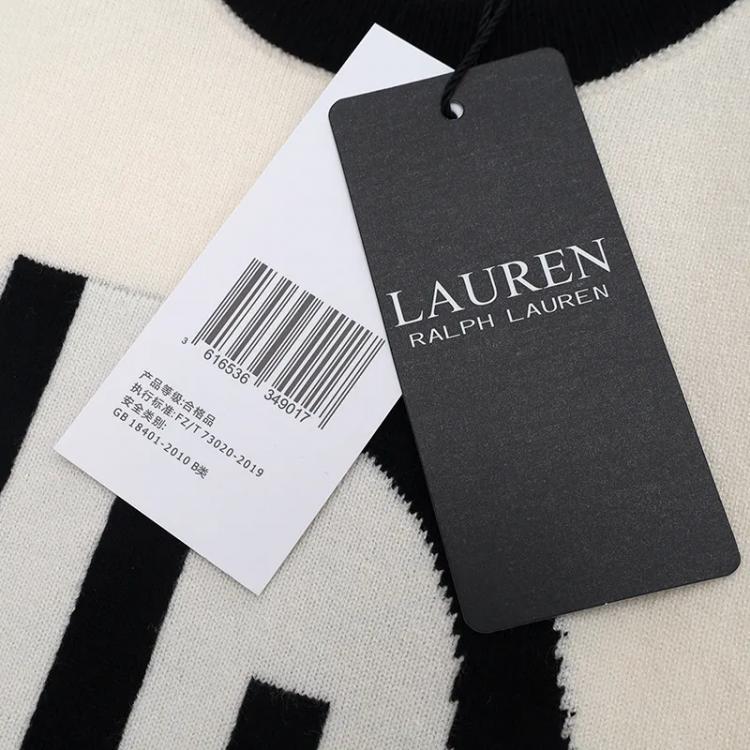 LAUREN
RALPH LAUREN
3 616536 349017
产品等级:合格品
执行标准:FZ/T 73020-2019
安全类别:
GB 18401-2010 B类